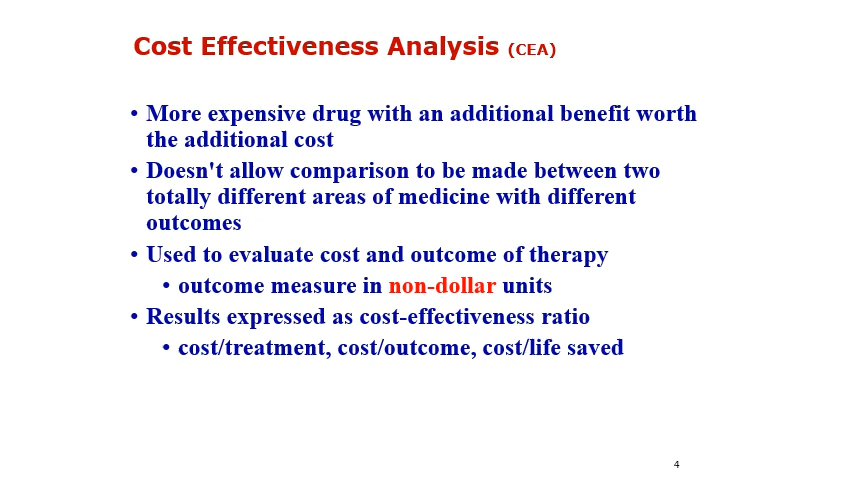 Cost Effectiveness Analysis (CEA)
• More expensive drug with an additional benefit worth
the additional cost
• Doesn't allow comparison to be made between two
totally different areas of medicine with different
outcomes
• Used to evaluate cost and outcome of therapy
• outcome measure in non-dollar units
• Results expressed as cost-effectiveness ratio
• cost/treatment, cost/outcome, cost/life saved
4